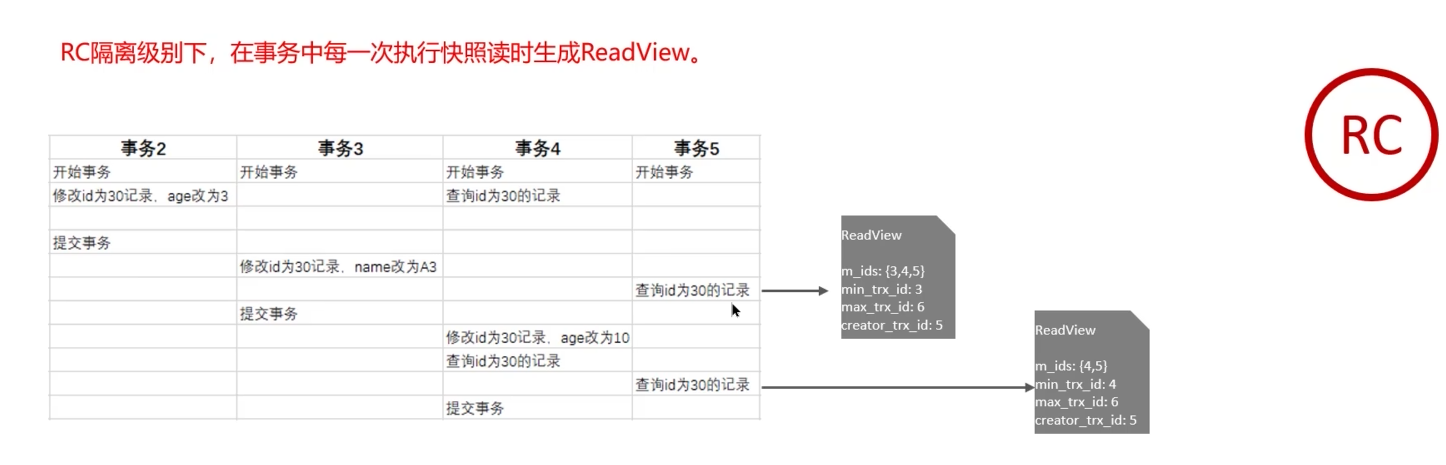 RC隔离级别下，在事务中每一次执行快照读时生成ReadView。
RC
事务2 事务3 事务4 事务5
开始事务 开始事务 开始事务 开始事务
修改id为30记录，age改为3 查询id为30的记录
提交事务
修改id为30记录，name改为A3
查询id为30的记录
提交事务
修改id为30记录，age改为10
查询id为30的记录
查询id为30的记录
提交事务
ReadView
m_ids: {3,4,5}
min_trx_id: 3
max_trx_id: 6
creator_trx_id: 5
ReadView
m_ids: {4,5}
min_trx_id: 4
max_trx_id: 6
creator_trx_id: 5